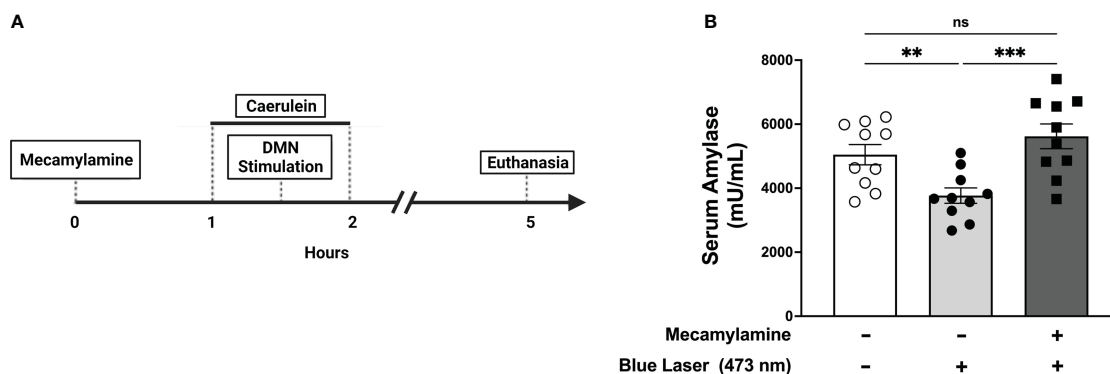 A
Caerulein
Mecamylamine
DMN
Stimulation
Euthanasia
0
1
2
5
Hours
B
ns
**
***
8000
6000
4000
2000
0
Serum Amylase
(mU/mL)
Mecamylamine - - +
Blue Laser (473 nm) - + +